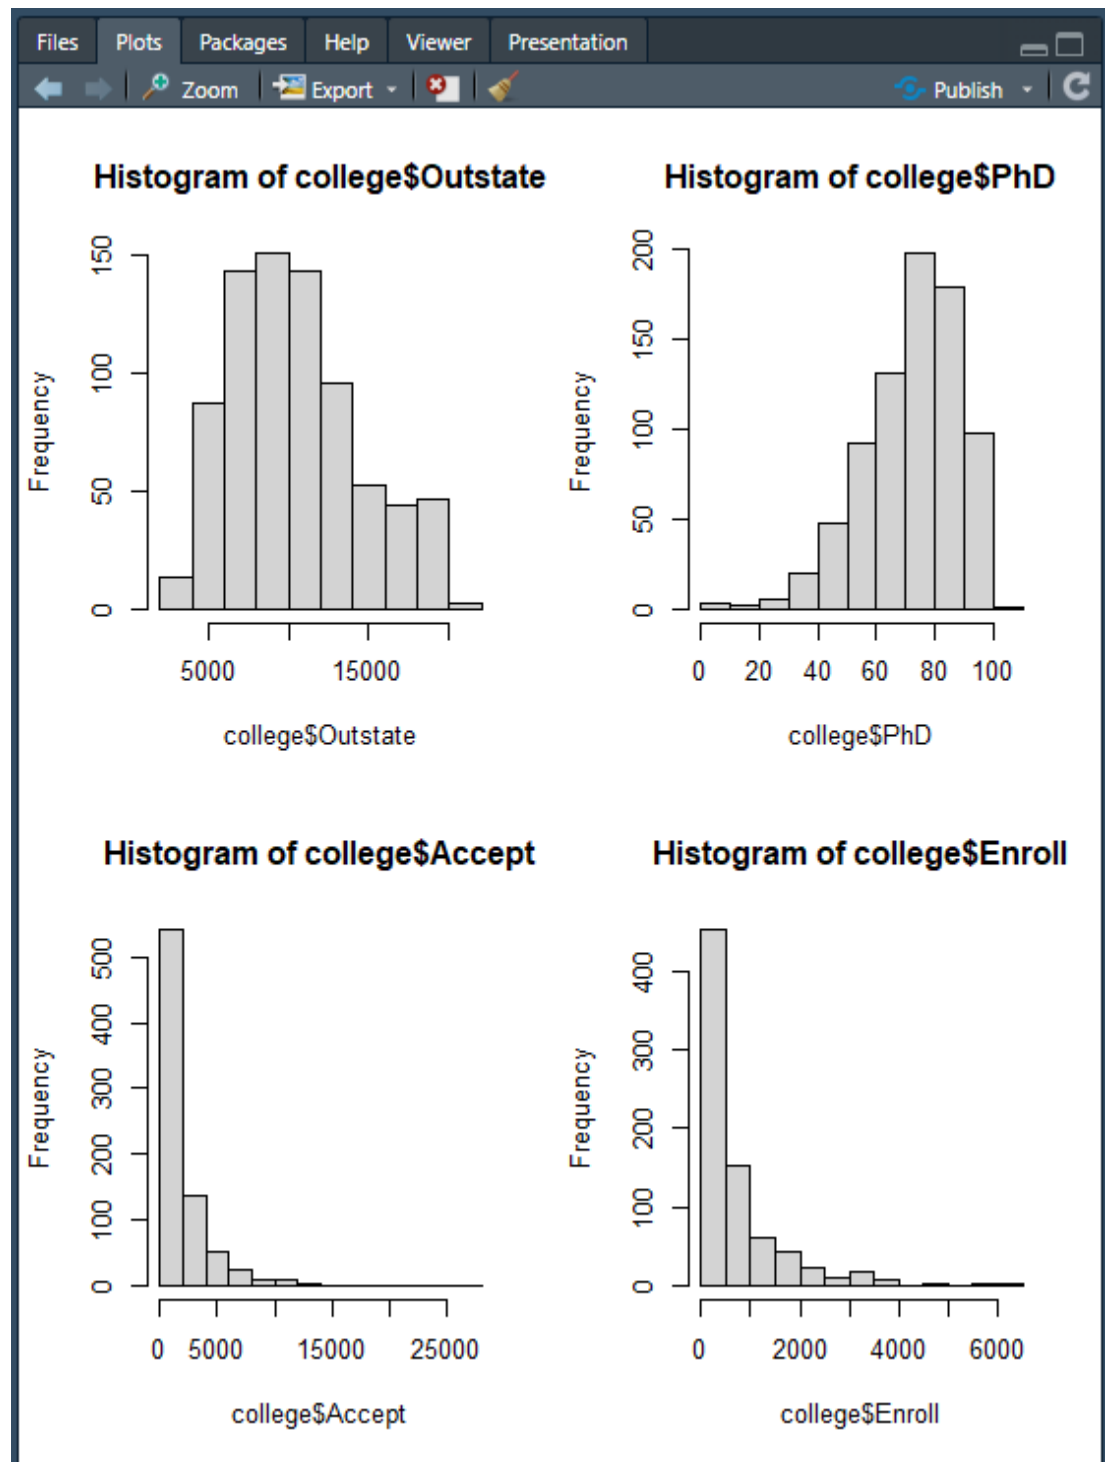 Files Plots Packages Help Viewer Presentation
Zoom Export Publish
Histogram of college$Outstate
Frequency
0 50 100 150
5000 15000
college$Outstate
Histogram of college$PhD
Frequency
0 50 100 150 200
0 20 40 60 80 100
college$PhD
Histogram of college$Accept
Frequency
0 100 200 300 400 500
0 5000 15000 25000
college$Accept
Histogram of college$Enroll
Frequency
0 100 200 300 400
0 2000 4000 6000
college$Enroll